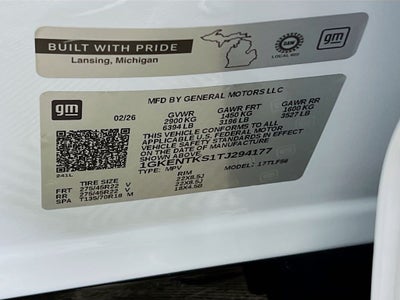 BUILT WITH PRIDE
Lansing, Michigan
UAW
LOCAL 602
gm
gm
MFD BY GENERAL MOTORS LLC
02/26 GVWR GAWR FRT GAWR RR
2900 KG 1450 KG 1600 KG
6394 LB 3196 LB 3527 LB
THIS VEHICLE CONFORMS TO ALL
APPLICABLE U.S. FEDERAL MOTOR
VEHICLE SAFETY STANDARDS IN EFFECT
ON THE DATE OF MANUFACTURE
SHOWN ABOVE.
1GKENTKS1TJ294177
TYPE: MPV MODEL: 1TTLF56
241L
TIRE SIZE RIM
FRT 275/45R22 V 22X8.5J
RR 275/45R22 V 22X8.5J
SPA T135/70R18 M 18X4.5B